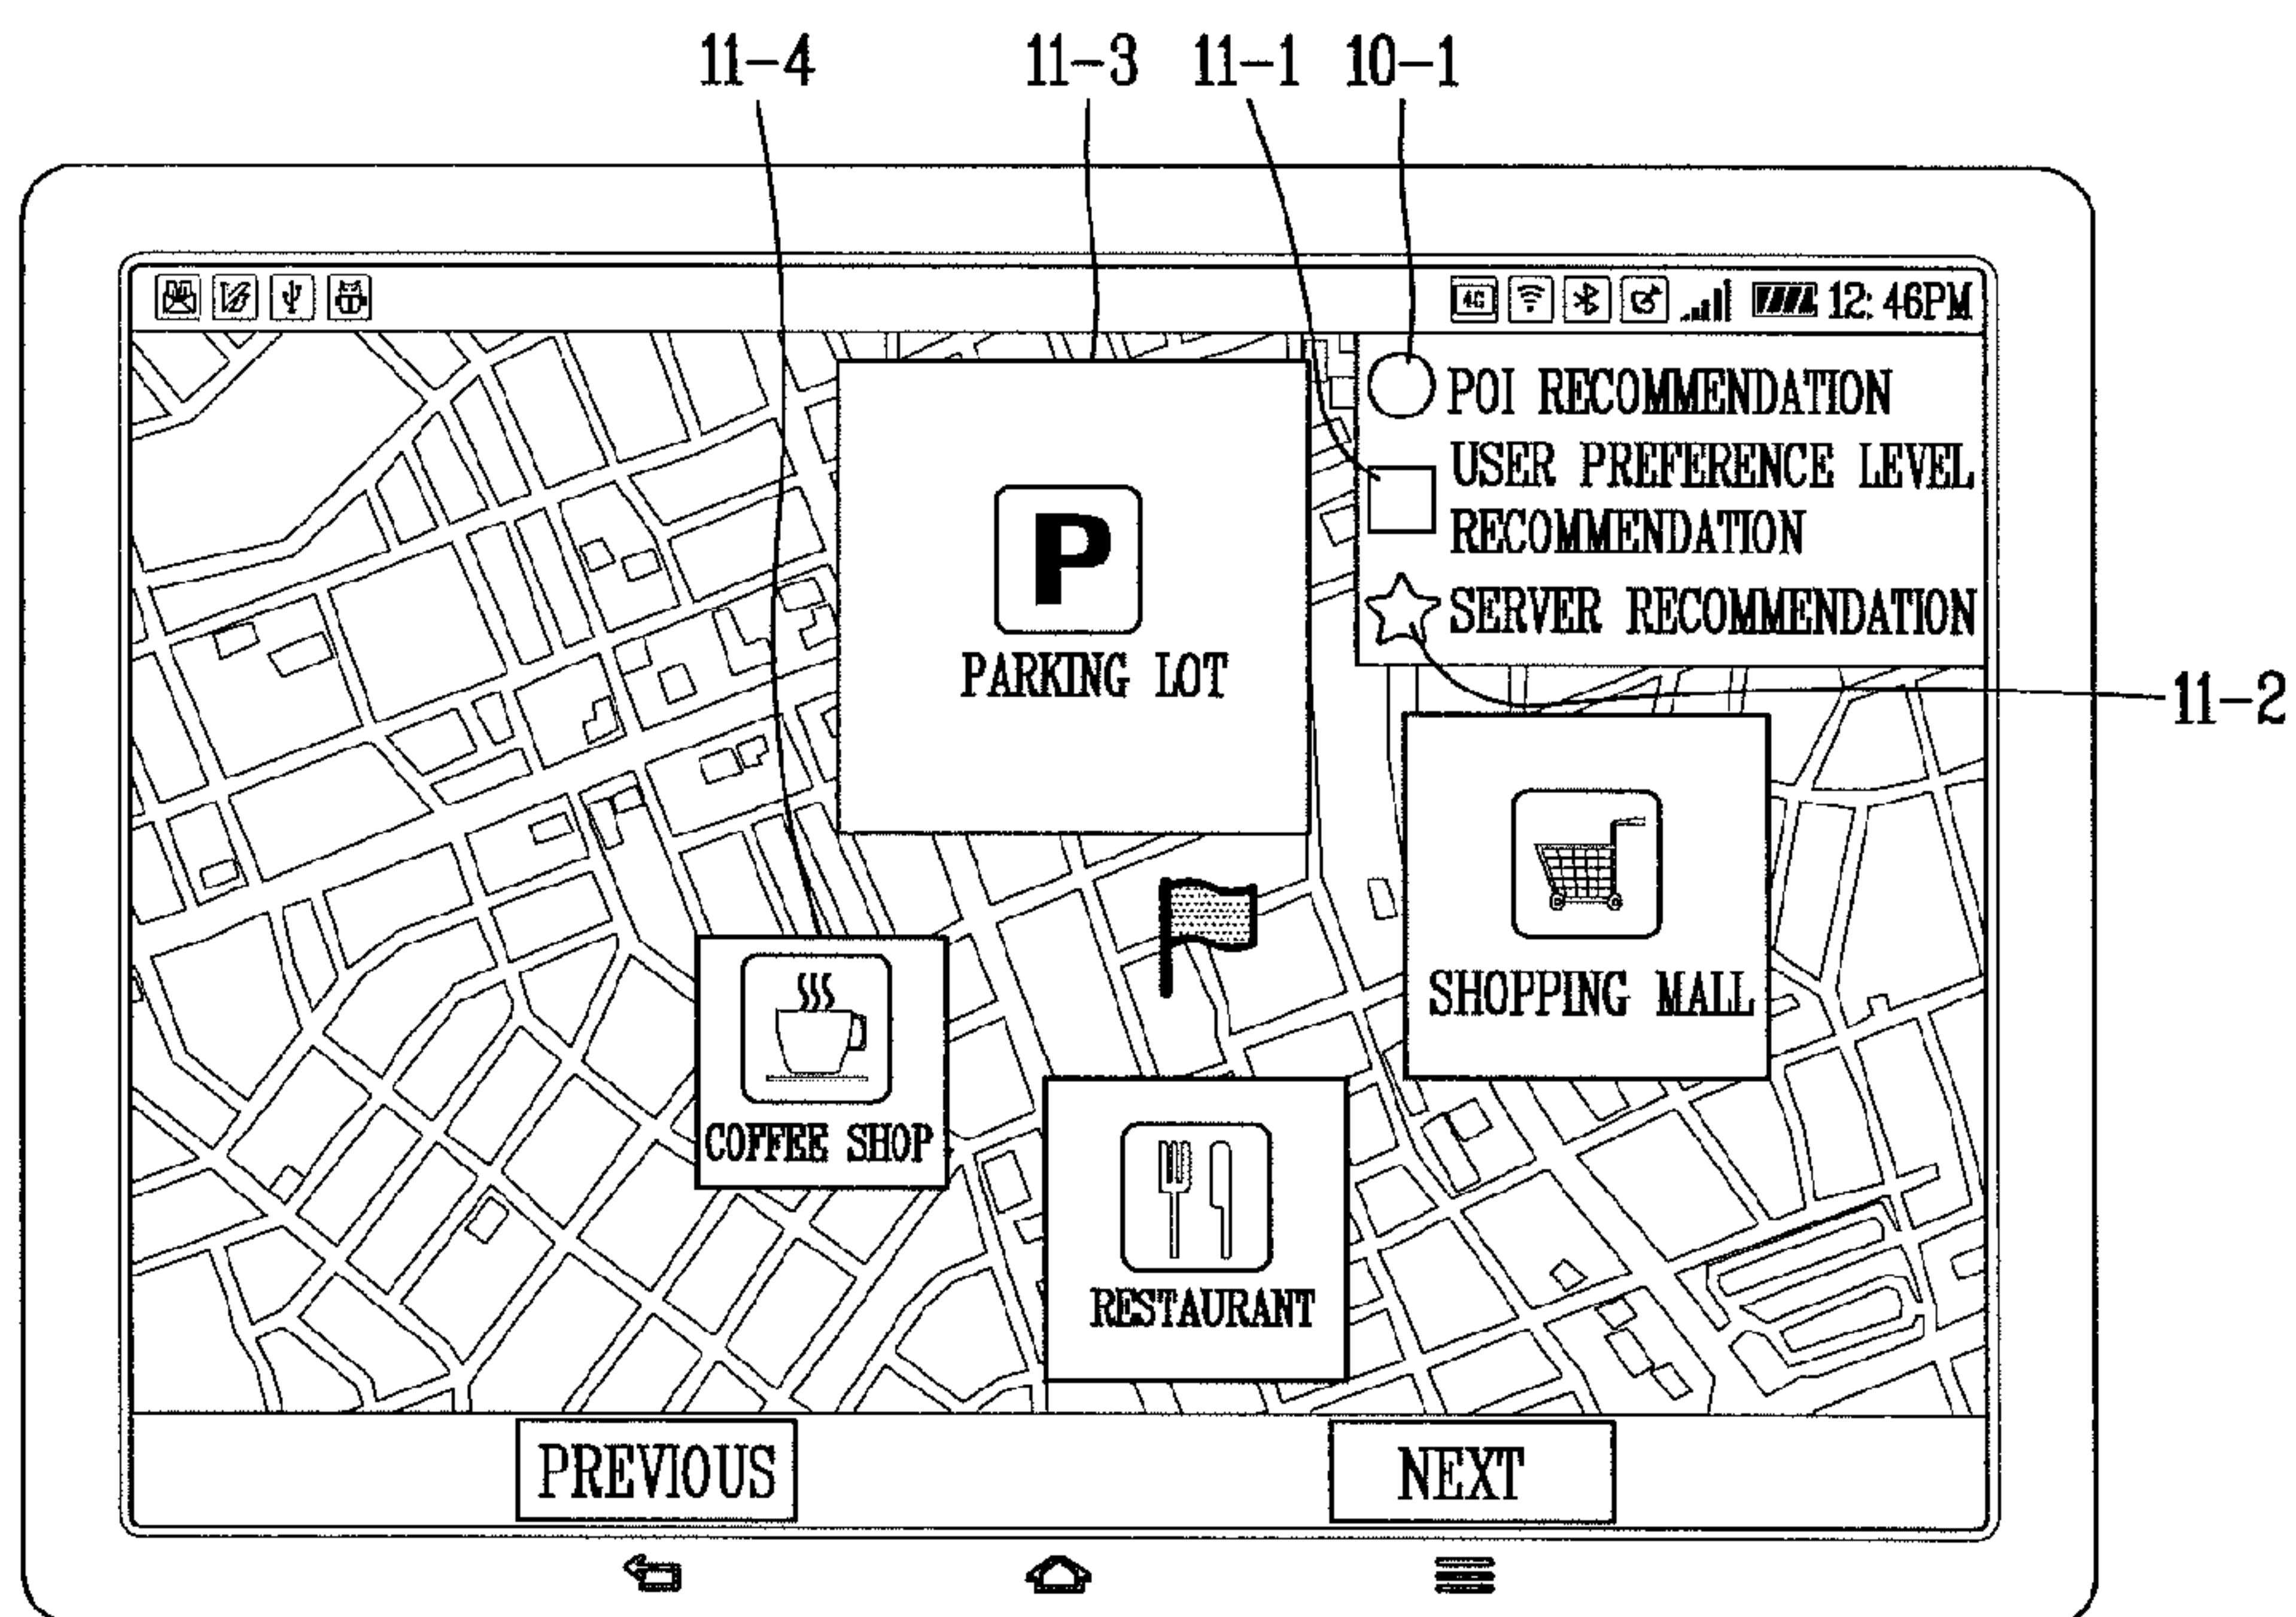 11-4 11-3 11-1 10-1
4G 12:46PM
POI RECOMMENDATION
USER PREFERENCE LEVEL
RECOMMENDATION
SERVER RECOMMENDATION
11-2
P
PARKING LOT
SHOPPING MALL
COFFEE SHOP
RESTAURANT
PREVIOUS NEXT